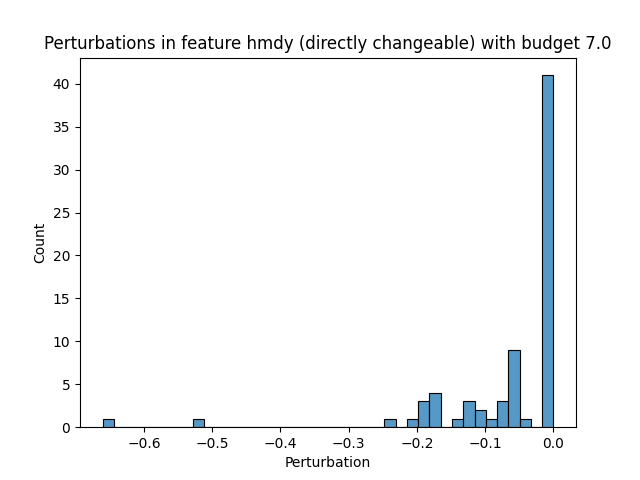 Perturbations in feature hmdy (directly changeable) with budget 7.0
40
35
30
25
20
15
10
5
0
Count
−0.6 −0.5 −0.4 −0.3 −0.2 −0.1 0.0
Perturbation